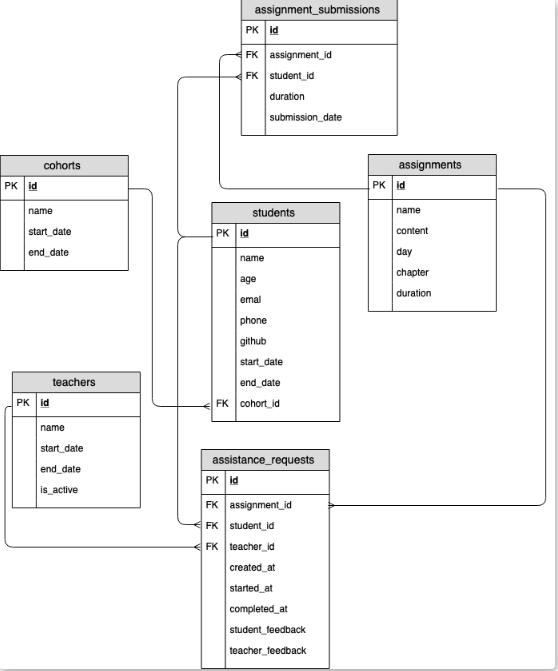 assignment_submissions
PK id
FK assignment_id
FK student_id
duration
submission_date
cohorts
PK id
name
start_date
end_date
assignments
PK id
name
content
day
chapter
duration
students
PK id
name
age
emal
phone
github
start_date
end_date
FK cohort_id
teachers
PK id
name
start_date
end_date
is_active
assistance_requests
PK id
FK assignment_id
FK student_id
FK teacher_id
created_at
started_at
completed_at
student_feedback
teacher_feedback